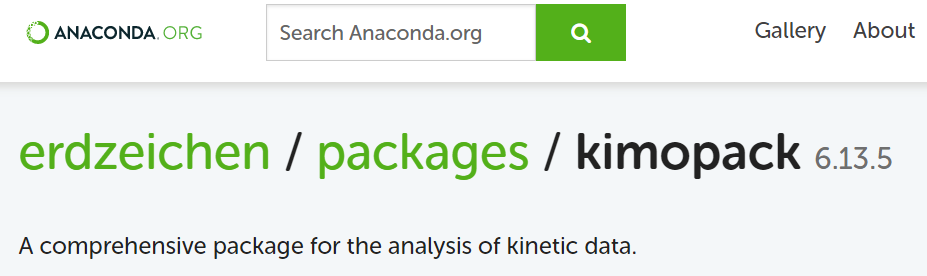 ANACONDA.ORG Search Anaconda.org Gallery About
erdzeichen / packages / kimopack 6.13.5
A comprehensive package for the analysis of kinetic data.